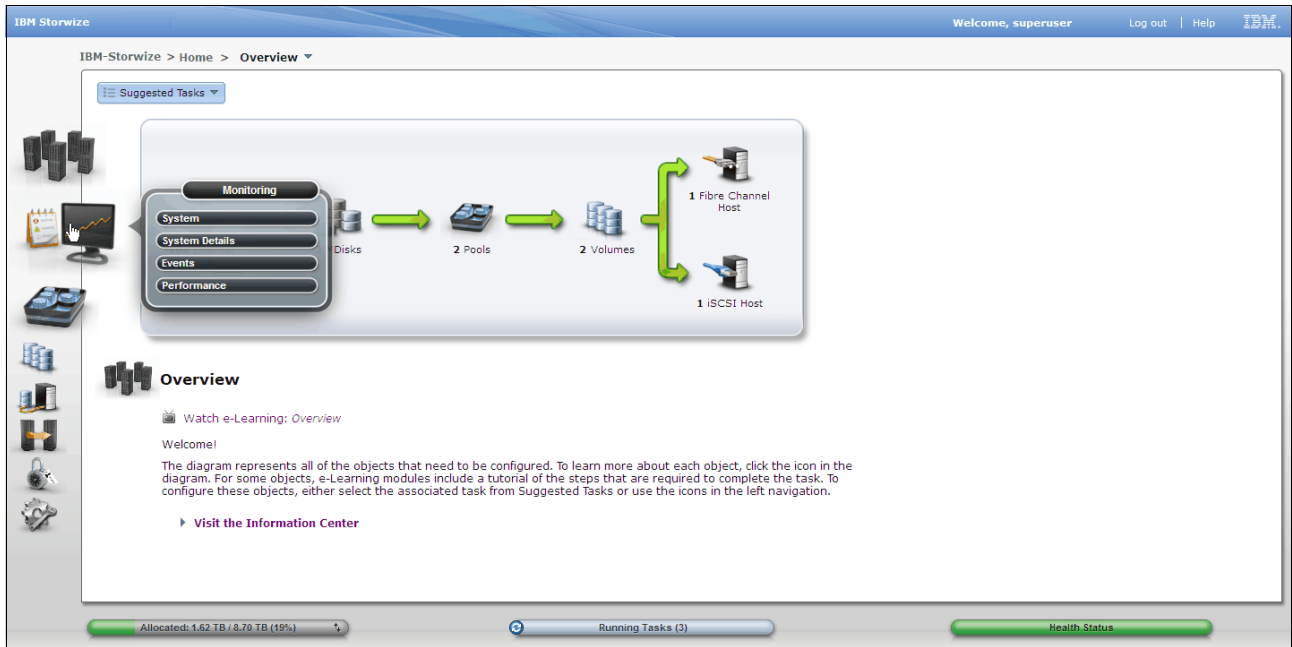 IBM Storwize
Welcome, superuser
Log out | Help
IBM.
IBM-Storwize > Home > Overview
Suggested Tasks
Monitoring
System
System Details
Events
Performance
Disks
2 Pools
2 Volumes
1 Fibre Channel
Host
1 iSCSI Host
Overview
Watch e-Learning: Overview
Welcome!
The diagram represents all of the objects that need to be configured. To learn more about each object, click the icon in the
diagram. For some objects, e-Learning modules include a tutorial of the steps that are required to complete the task. To
configure these objects, either select the associated task from Suggested Tasks or use the icons in the left navigation.
Visit the Information Center
Allocated: 1.62 TB / 8.70 TB (19%)
Running Tasks (3)
Health Status